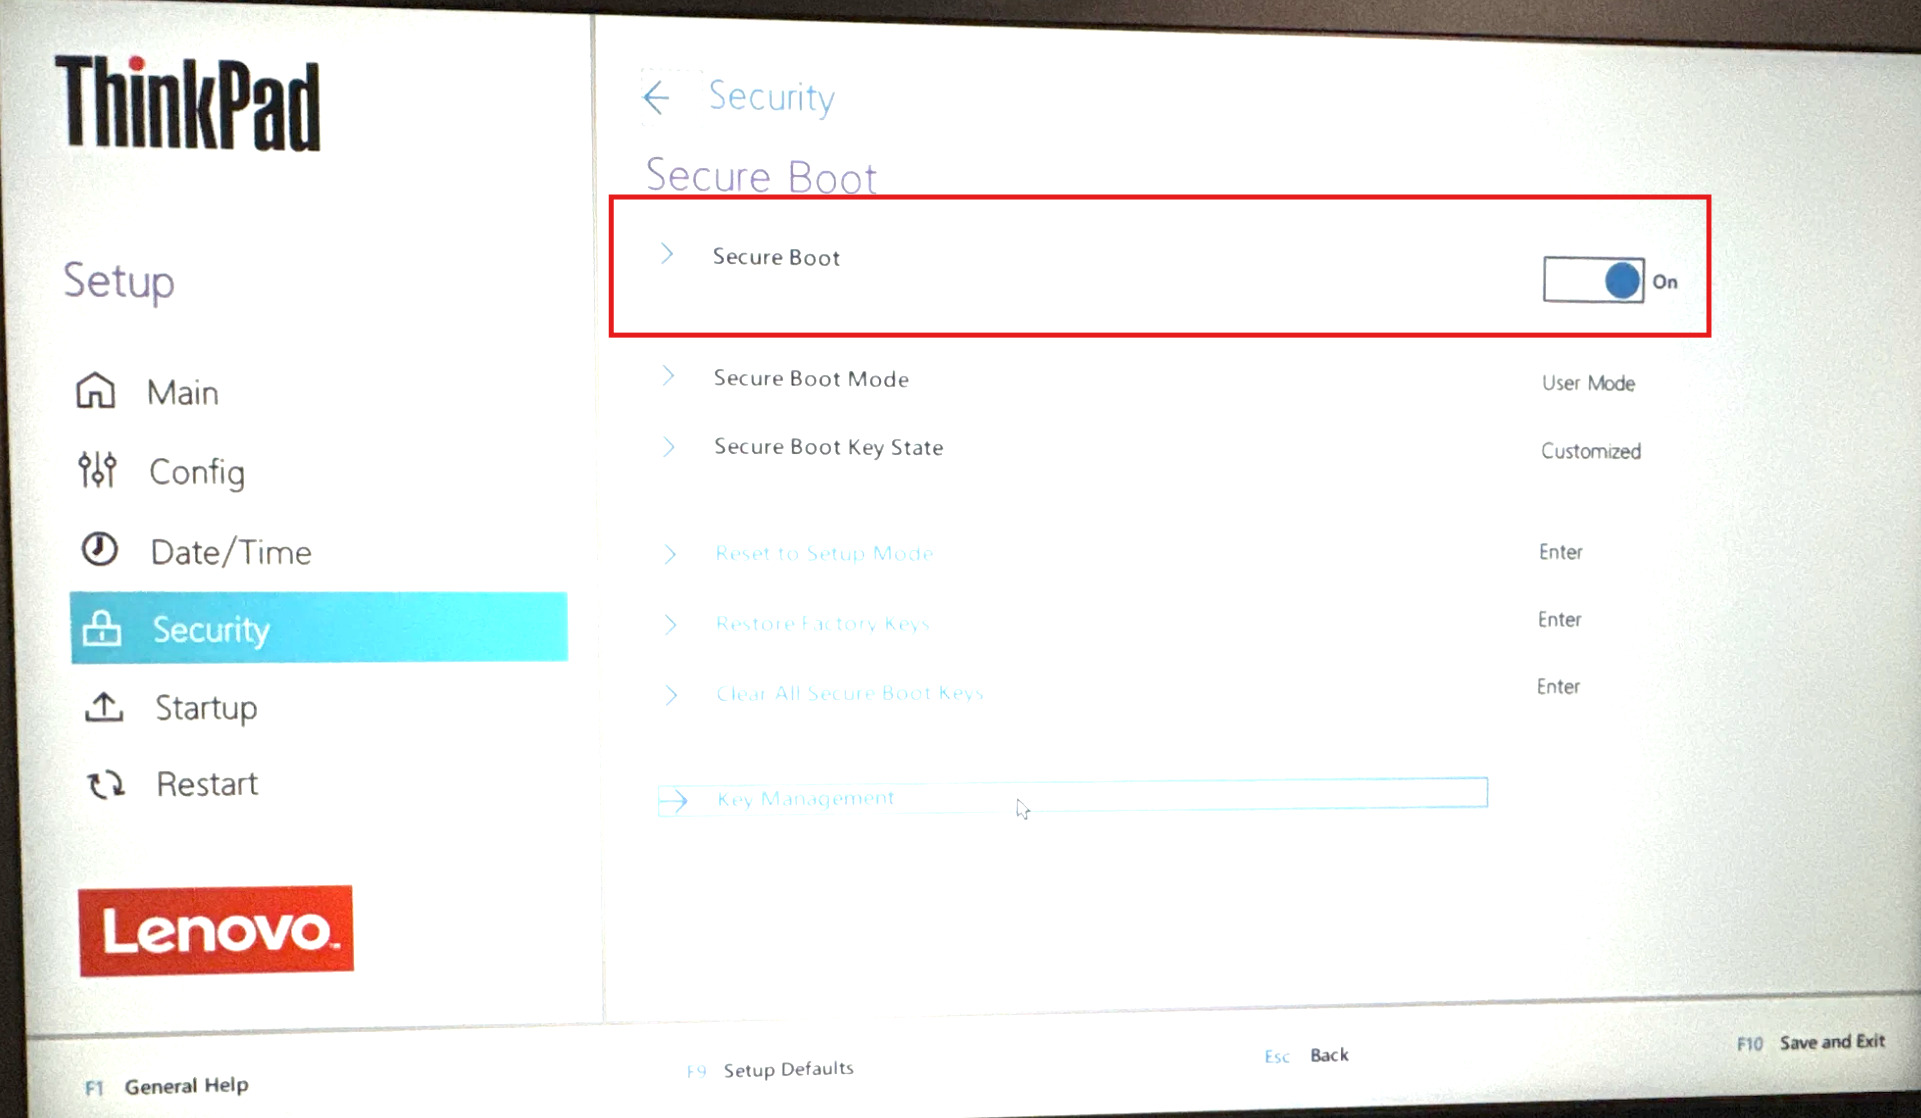 ThinkPad
Setup
Main
Config
Date/Time
Security
Startup
Restart
Lenovo™
Security
Secure Boot
Secure Boot On
Secure Boot Mode User Mode
Secure Boot Key State Customized
Reset to Setup Mode Enter
Restore Factory Keys Enter
Clear All Secure Boot Keys Enter
Key Management
F1 General Help F9 Setup Defaults Esc Back F10 Save and Exit